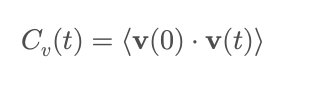 C_v(t) = ⟨v(0) · v(t)⟩